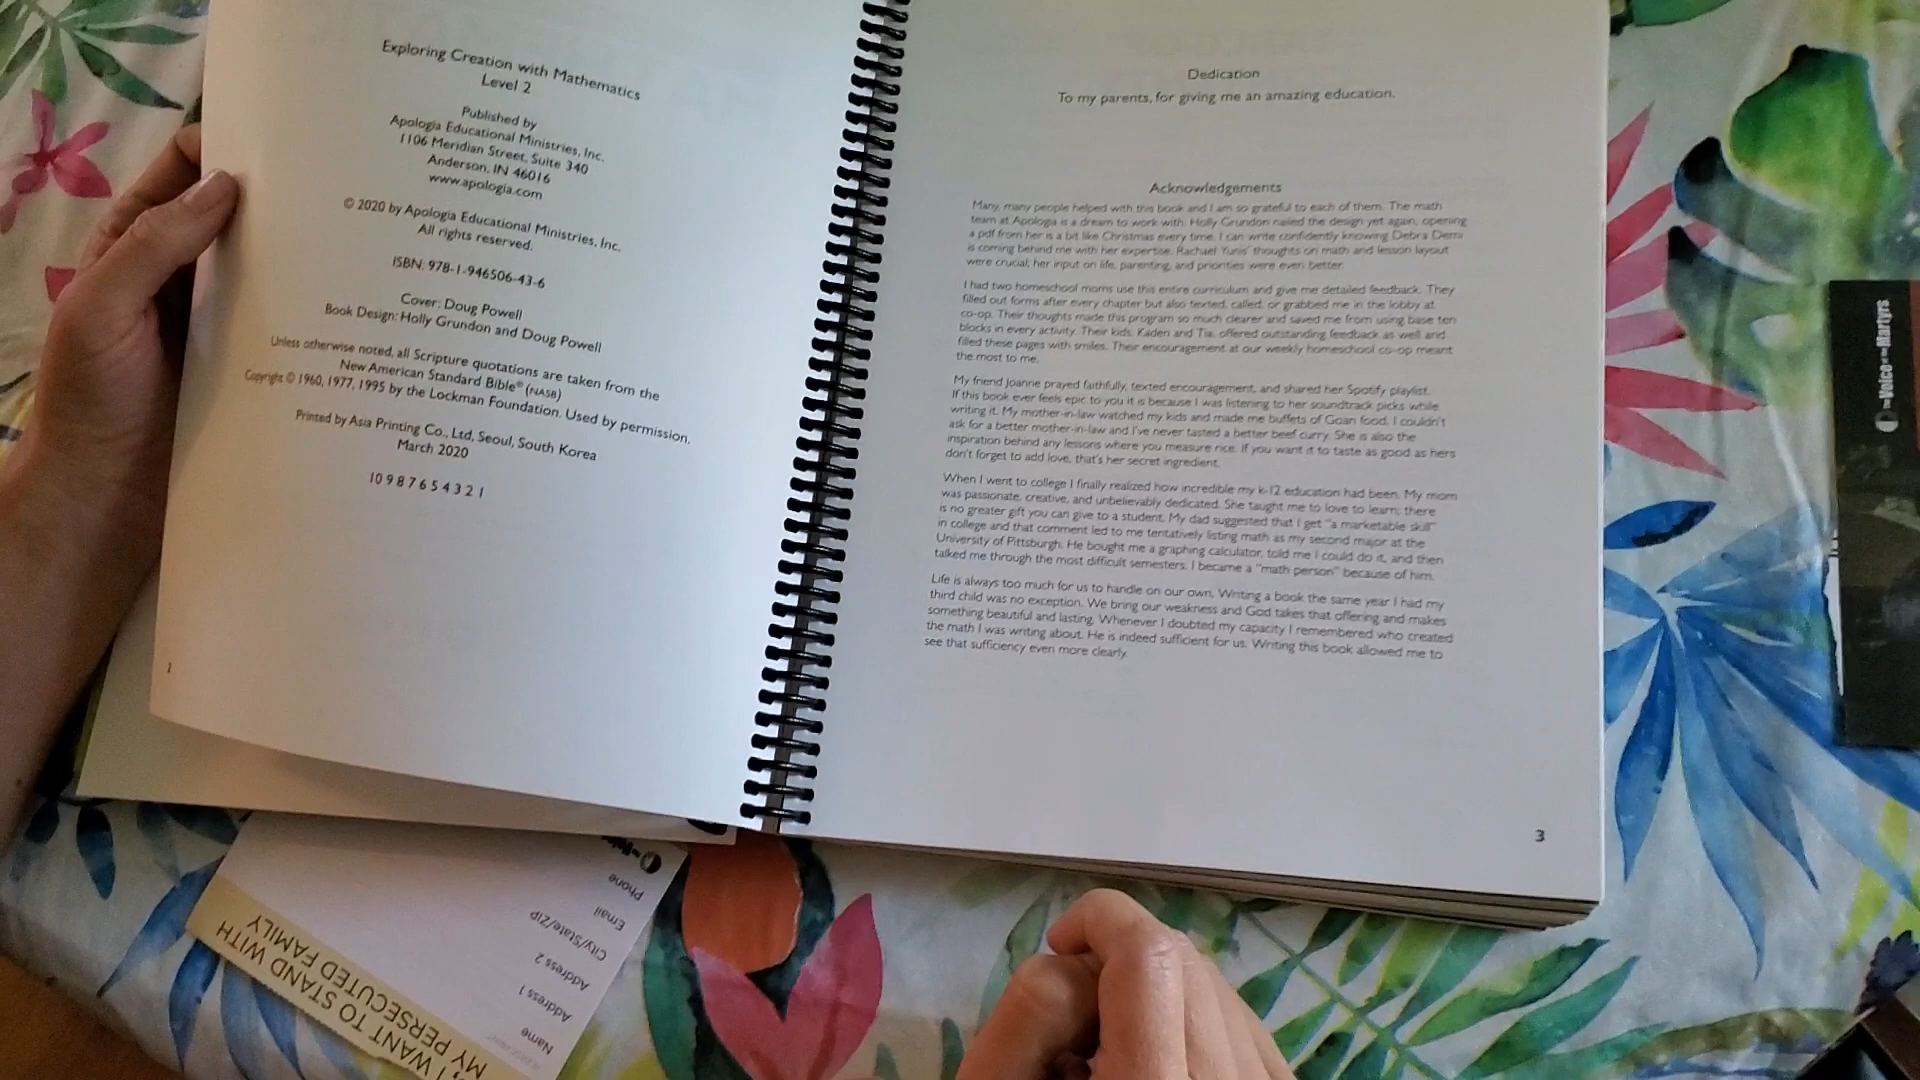 Exploring Creation with Mathematics
Level 2
Published by
Apologia Educational Ministries, Inc.
1106 Meridian Street, Suite 340
Anderson, IN 46016
www.apologia.com
© 2020 by Apologia Educational Ministries, Inc.
All rights reserved.
ISBN: 978-1-946506-43-6
Cover: Doug Powell
Book Design: Holly Grundon and Doug Powell
Unless otherwise noted, all Scripture quotations are taken from the
New American Standard Bible® (NASB)
Copyright © 1960, 1977, 1995 by the Lockman Foundation. Used by permission.
Printed by Asia Printing Co., Ltd, Seoul, South Korea
March 2020
10 9 8 7 6 5 4 3 2 1
1
Dedication
To my parents, for giving me an amazing education.
Acknowledgements
Many, many people helped with this book and I am so grateful to each of them. The math
team at Apologia is a dream to work with. Holly Grundon nailed the design yet again, opening
a pdf from her is a bit like Christmas every time. I can write confidently knowing Debra Demi
is coming behind me with her expertise. Rachael Yunis' thoughts on math and lesson layout
were crucial; her input on life, parenting, and priorities were even better.
I had two homeschool moms use this entire curriculum and give me detailed feedback. They
filled out forms after every chapter but also texted, called, or grabbed me in the lobby at
co-op. Their thoughts made this program so much clearer and saved me from using base ten
blocks in every activity. Their kids, Kaden and Tia, offered outstanding feedback as well and
filled these pages with smiles. Their encouragement at our weekly homeschool co-op meant
the most to me.
My friend Joanne prayed faithfully, texted encouragement, and shared her Spotify playlist.
If this book ever feels epic to you it is because I was listening to her soundtrack picks while
writing it. My mother-in-law watched my kids and made me buffets of Goan food. I couldn't
ask for a better mother-in-law and I've never tasted a better beef curry. She is also the
inspiration behind any lessons where you measure rice. If you want it to taste as good as hers
don't forget to add love, that's her secret ingredient.
When I went to college I finally realized how incredible my k-12 education had been. My mom
was passionate, creative, and unbelievably dedicated. She taught me to love to learn; there
is no greater gift you can give to a student. My dad suggested that I get "a marketable skill"
in college and that comment led to me tentatively listing math as my second major at the
University of Pittsburgh. He bought me a graphing calculator, told me I could do it, and then
talked me through the most difficult semesters. I became a "math person" because of him.
Life is always too much for us to handle on our own. Writing a book the same year I had my
third child was no exception. We bring our weakness and God takes that offering and makes
something beautiful and lasting. Whenever I doubted my capacity I remembered who created
the math I was writing about. He is indeed sufficient for us. Writing this book allowed me to
see that sufficiency even more clearly.
3
the Voice of the Martyrs
I WANT TO STAND WITH
MY PERSECUTED FAMILY
Name
Address 1
Address 2
City/State/ZIP
Email
Phone